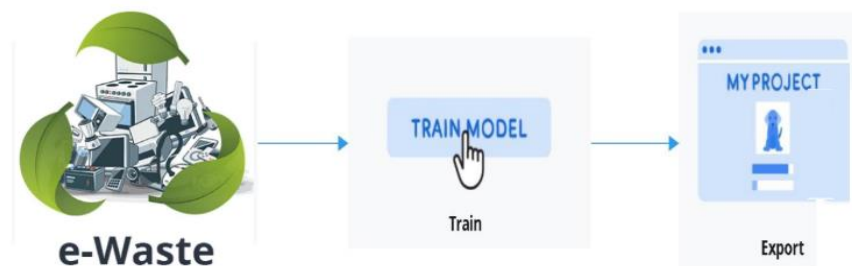 e-Waste
TRAIN MODEL
Train
MY PROJECT
Export